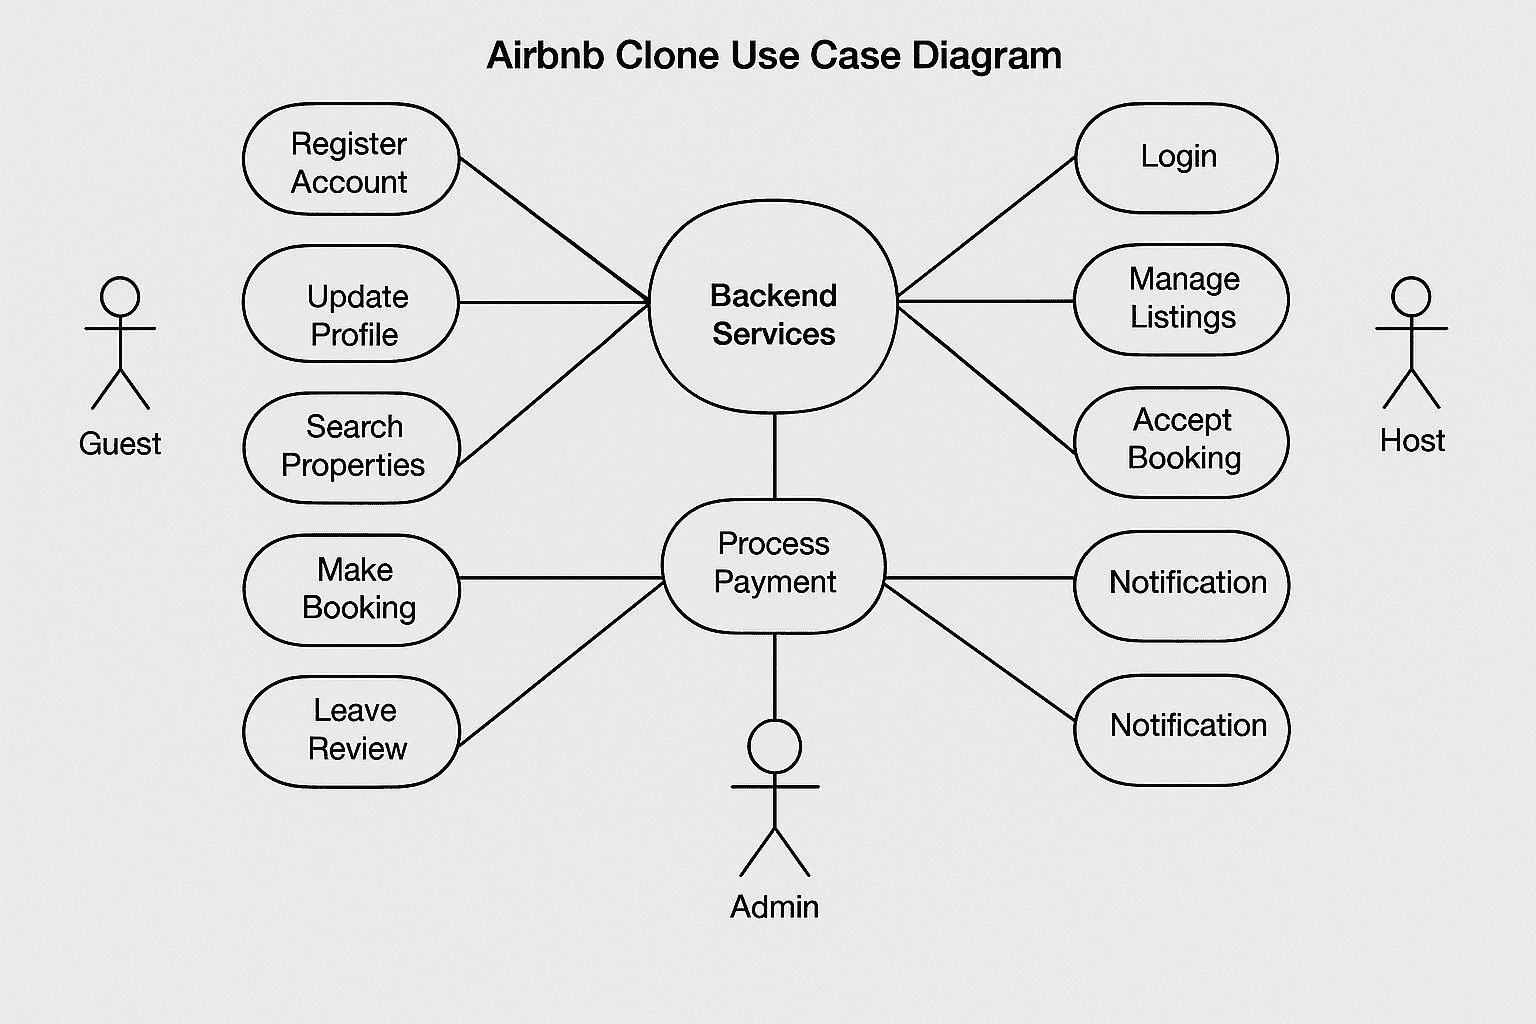 Airbnb Clone Use Case Diagram
Register
Account
Update
Profile
Search
Properties
Make
Booking
Leave
Review
Guest
Backend
Services
Process
Payment
Admin
Login
Manage
Listings
Accept
Booking
Notification
Notification
Host